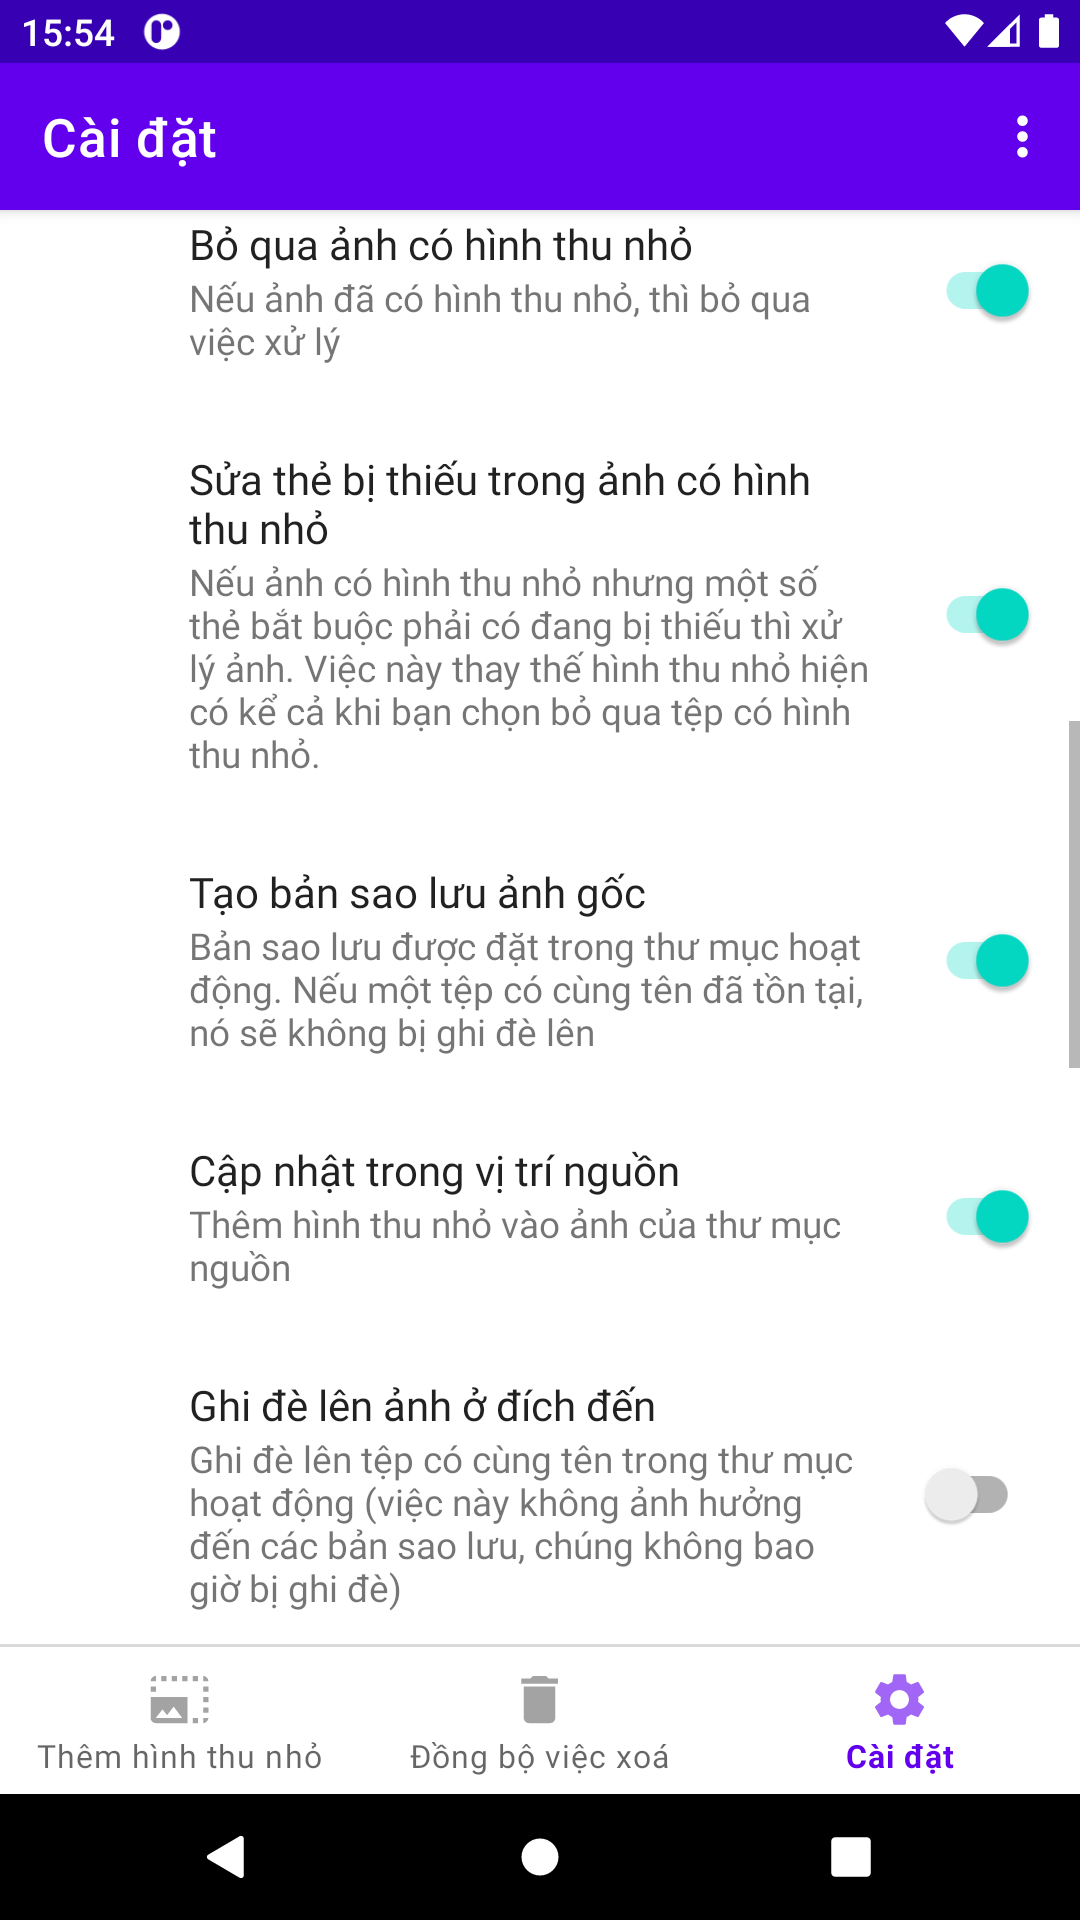 15:54
Cài đặt
Bỏ qua ảnh có hình thu nhỏ
Nếu ảnh đã có hình thu nhỏ, thì bỏ qua
việc xử lý
Sửa thẻ bị thiếu trong ảnh có hình
thu nhỏ
Nếu ảnh có hình thu nhỏ nhưng một số
thẻ bắt buộc phải có đang bị thiếu thì xử
lý ảnh. Việc này thay thế hình thu nhỏ hiện
có kể cả khi bạn chọn bỏ qua tệp có hình
thu nhỏ.
Tạo bản sao lưu ảnh gốc
Bản sao lưu được đặt trong thư mục hoạt
động. Nếu một tệp có cùng tên đã tồn tại,
nó sẽ không bị ghi đè lên
Cập nhật trong vị trí nguồn
Thêm hình thu nhỏ vào ảnh của thư mục
nguồn
Ghi đè lên ảnh ở đích đến
Ghi đè lên tệp có cùng tên trong thư mục
hoạt động (việc này không ảnh hưởng
đến các bản sao lưu, chúng không bao
giờ bị ghi đè)
Thêm hình thu nhỏ
Đồng bộ việc xoá
Cài đặt